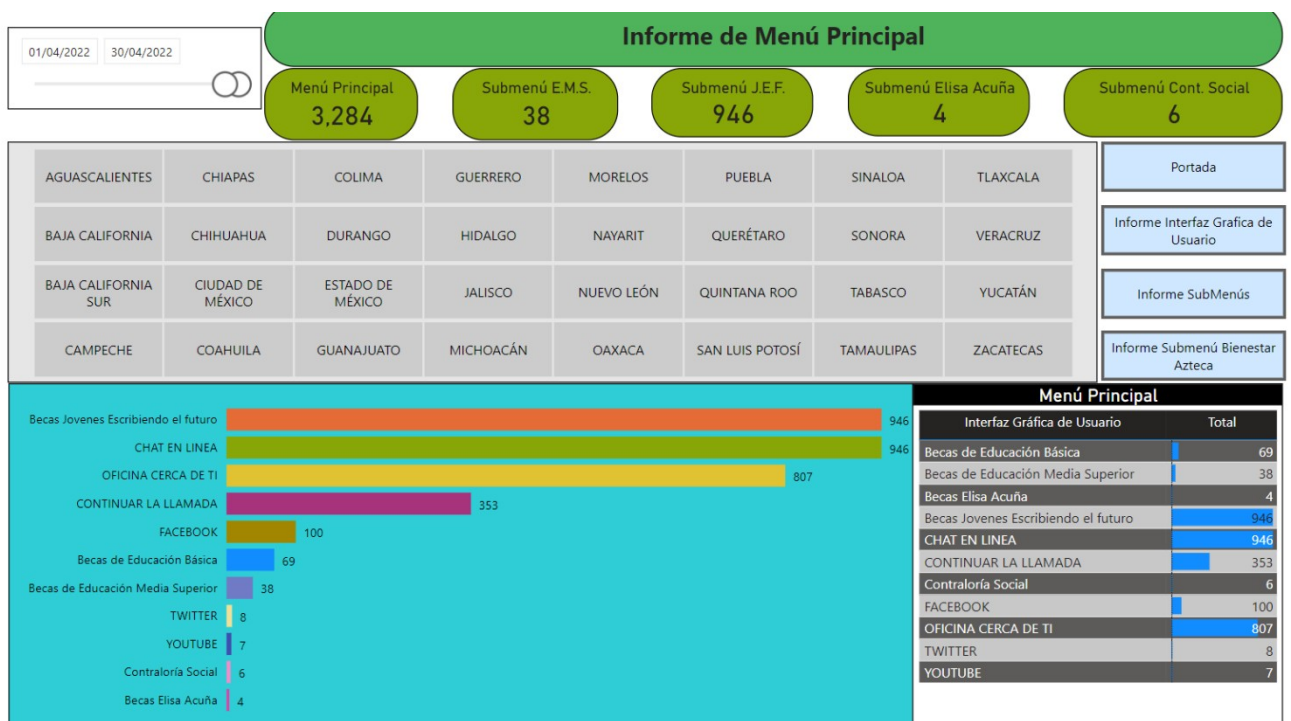 01/04/2022 30/04/2022
Informe de Menú Principal
Menú Principal
3,284
Submenú E.M.S.
38
Submenú J.E.F.
946
Submenú Elisa Acuña
4
Submenú Cont. Social
6
AGUASCALIENTES CHIAPAS COLIMA GUERRERO MORELOS PUEBLA SINALOA TLAXCALA
BAJA CALIFORNIA CHIHUAHUA DURANGO HIDALGO NAYARIT QUERÉTARO SONORA VERACRUZ
BAJA CALIFORNIA
SUR
CIUDAD DE
MÉXICO
ESTADO DE
MÉXICO
JALISCO NUEVO LEÓN QUINTANA ROO TABASCO YUCATÁN
CAMPECHE COAHUILA GUANAJUATO MICHOACÁN OAXACA SAN LUIS POTOSÍ TAMAULIPAS ZACATECAS
Portada
Informe Interfaz Grafica de
Usuario
Informe SubMenús
Informe Submenú Bienestar
Azteca
Becas Jovenes Escribiendo el futuro 946
CHAT EN LINEA 946
OFICINA CERCA DE TI 807
CONTINUAR LA LLAMADA 353
FACEBOOK 100
Becas de Educación Básica 69
Becas de Educación Media Superior 38
TWITTER 8
YOUTUBE 7
Contraloría Social 6
Becas Elisa Acuña 4
Menú Principal
Interfaz Gráfica de Usuario Total
Becas de Educación Básica 69
Becas de Educación Media Superior 38
Becas Elisa Acuña 4
Becas Jovenes Escribiendo el futuro 946
CHAT EN LINEA 946
CONTINUAR LA LLAMADA 353
Contraloría Social 6
FACEBOOK 100
OFICINA CERCA DE TI 807
TWITTER 8
YOUTUBE 7